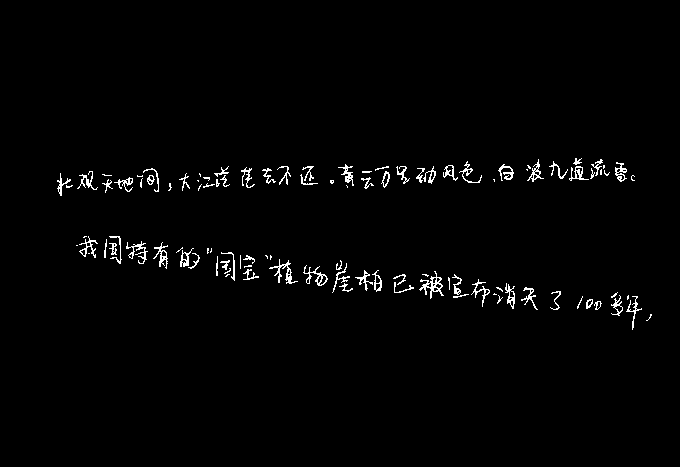 壮观天地间，大江茫茫去不还。黄云万里动风色，白波九道流雪。
我国特有的“国宝”植物崖柏已被宣布消失了100多年，